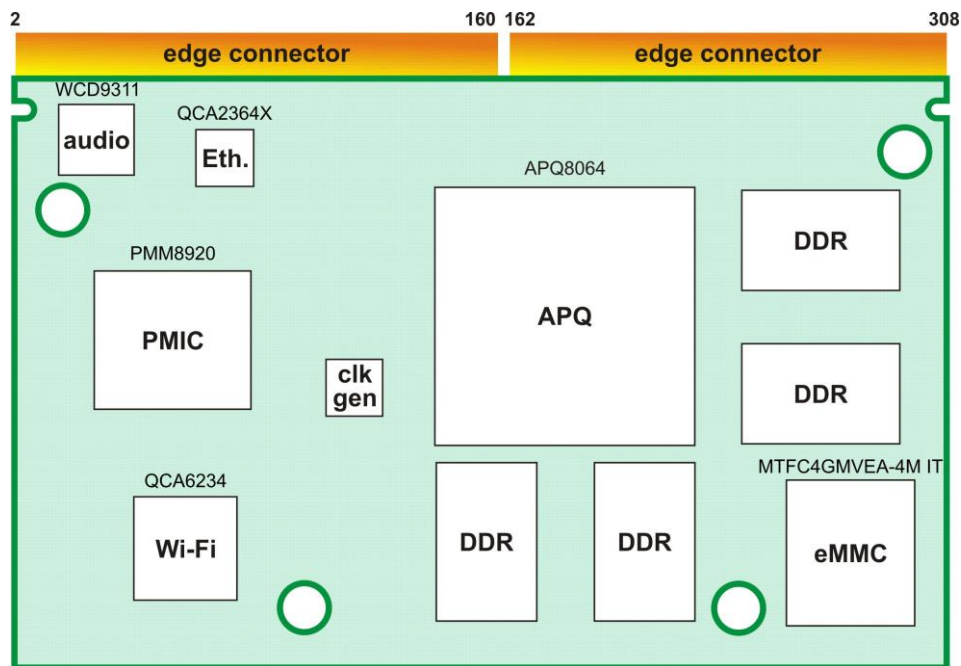 2 160 162 308
edge connector edge connector
WCD9311
audio
QCA2364X
Eth.
APQ8064
APQ
DDR
PMM8920
PMIC
clk
gen
DDR
MTFC4GMVEA-4M IT
eMMC
QCA6234
Wi-Fi
DDR
DDR